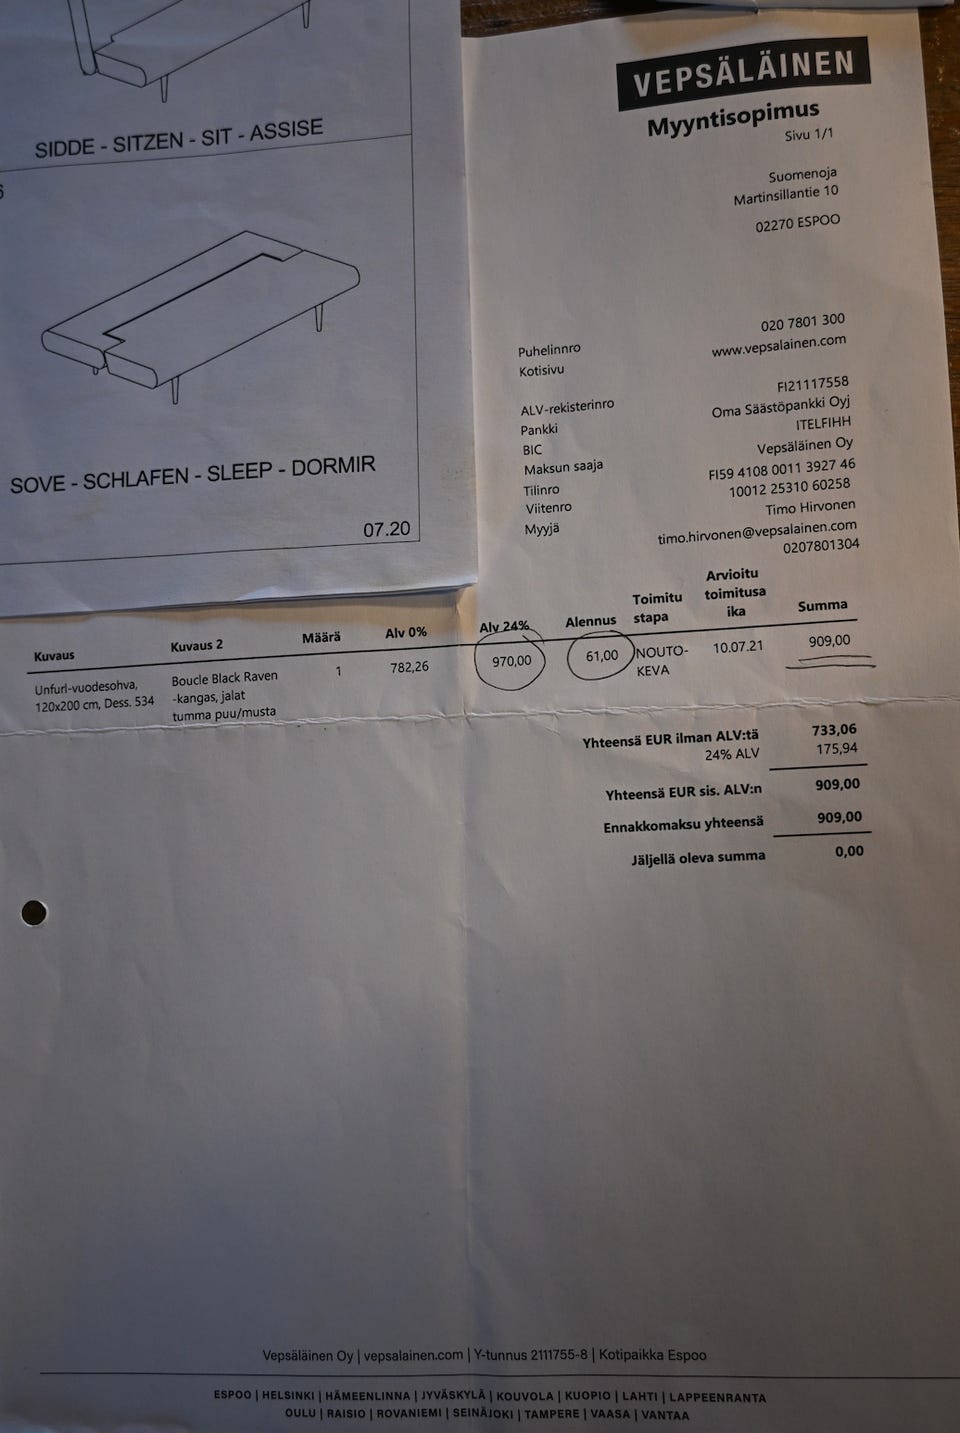 SIDDE - SITZEN - SIT - ASSISE
6
SOVE - SCHLAFEN - SLEEP - DORMIR
07.20
VEPSÄLÄINEN
Myyntisopimus
Sivu 1/1
Suomenoja
Martinsillantie 10
02270 ESPOO
Puhelinnro 020 7801 300
Kotisivu www.vepsalainen.com
ALV-rekisterinro FI21117558
Pankki Oma Säästöpankki Oyj
BIC ITELFIHH
Maksun saaja Vepsäläinen Oy
Tilinro FI59 4108 0011 3927 46
Viitenro 10012 25310 60258
Myyjä Timo Hirvonen
timo.hirvonen@vepsalainen.com
0207801304
Kuvaus Kuvaus 2 Määrä Alv 0% Alv 24% Alennus Toimitu stapa Arvioitu toimitusa ika Summa
Unfurl-vuodesohva, Boucle Black Raven 1 782,26 970,00 61,00 NOUTO- 10.07.21 909,00
120x200 cm, Dess. 534 -kangas, jalat KEVA
tumma puu/musta
Yhteensä EUR ilman ALV:tä 733,06
24% ALV 175,94
Yhteensä EUR sis. ALV:n 909,00
Ennakkomaksu yhteensä 909,00
Jäljellä oleva summa 0,00
Vepsäläinen Oy | vepsalainen.com | Y-tunnus 2111755-8 | Kotipaikka Espoo
ESPOO | HELSINKI | HÄMEENLINNA | JYVÄSKYLÄ | KOUVOLA | KUOPIO | LAHTI | LAPPEENRANTA
OULU | RAISIO | ROVANIEMI | SEINÄJOKI | TAMPERE | VAASA | VANTAA